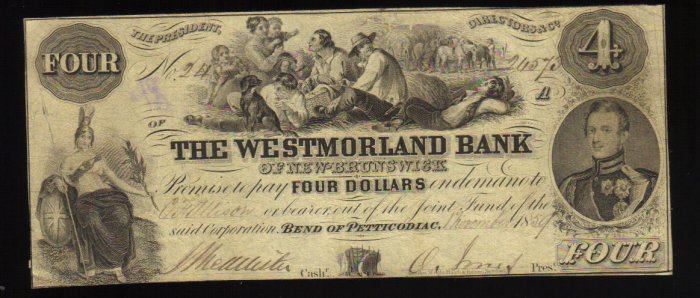 THE PRESIDENT, DIRECTORS & Co
FOUR 4
No. 24
A
OF
THE WESTMORLAND BANK
OF NEW-BRUNSWICK
Promise to pay FOUR DOLLARS on demand to
or bearer, out of the Joint Fund of the
said Corporation. BEND OF PETTICODIAC, 18
Cashr. Pres.
FOUR